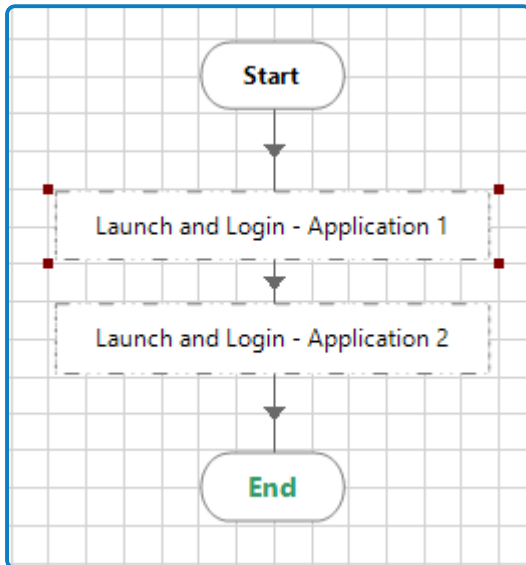 Start
Launch and Login - Application 1
Launch and Login - Application 2
End